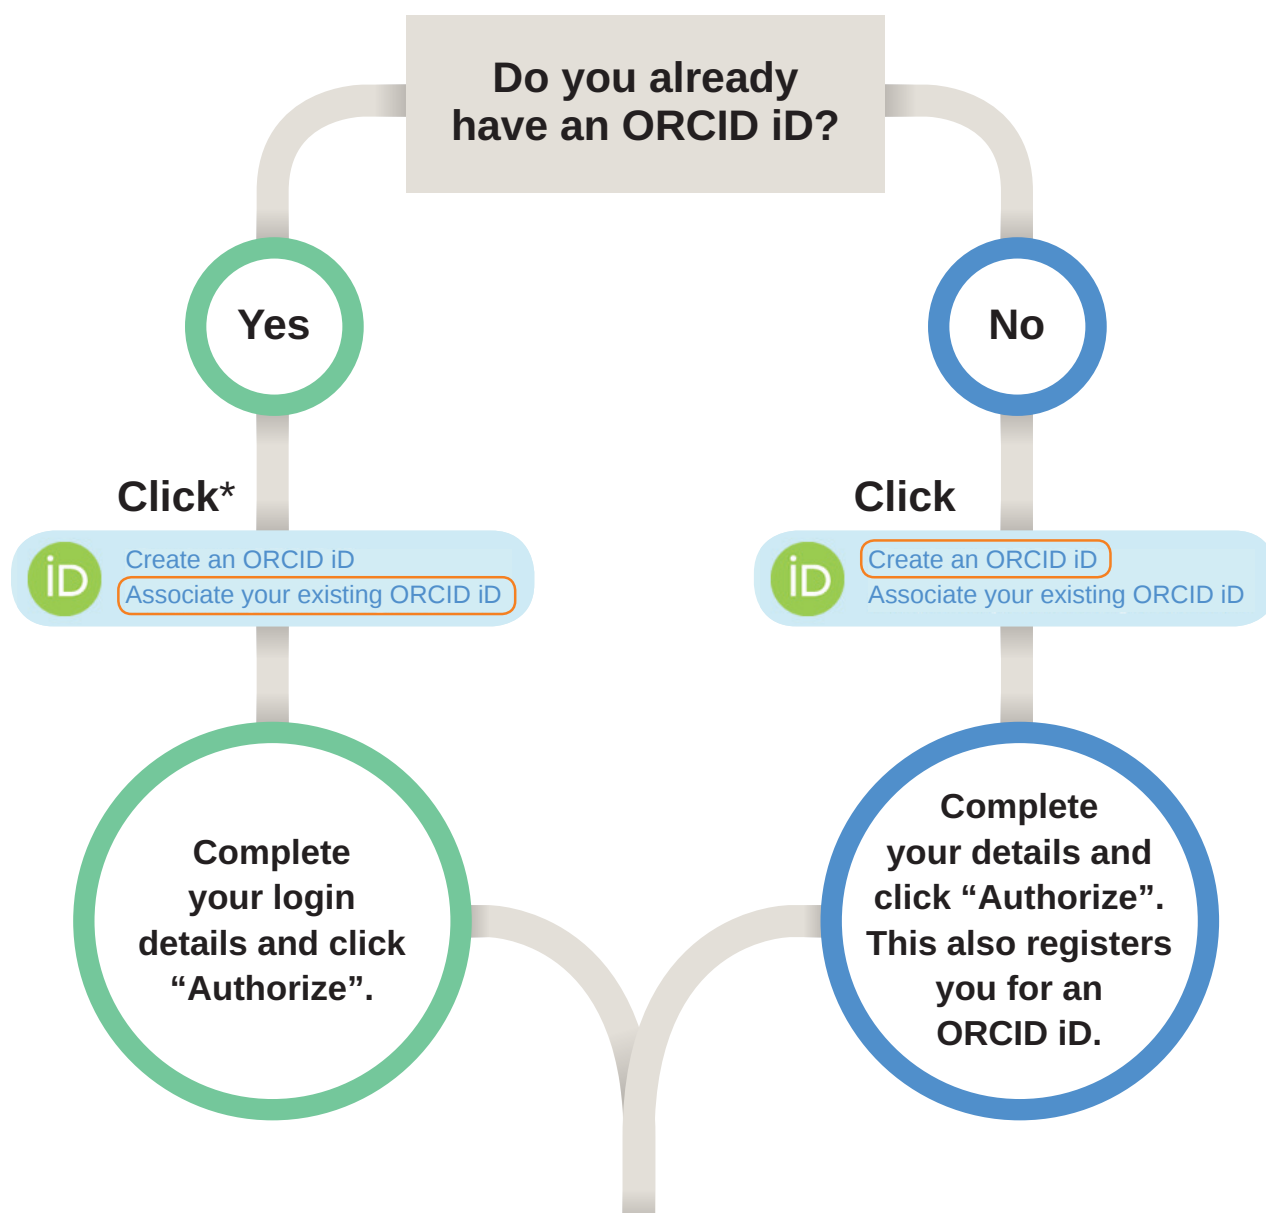 Do you already
have an ORCID iD?
Yes
No
Click*
Click
iD
Create an ORCID iD
Associate your existing ORCID iD
iD
Create an ORCID iD
Associate your existing ORCID iD
Complete
your login
details and click
“Authorize”.
Complete
your details and
click “Authorize”.
This also registers
you for an
ORCID iD.